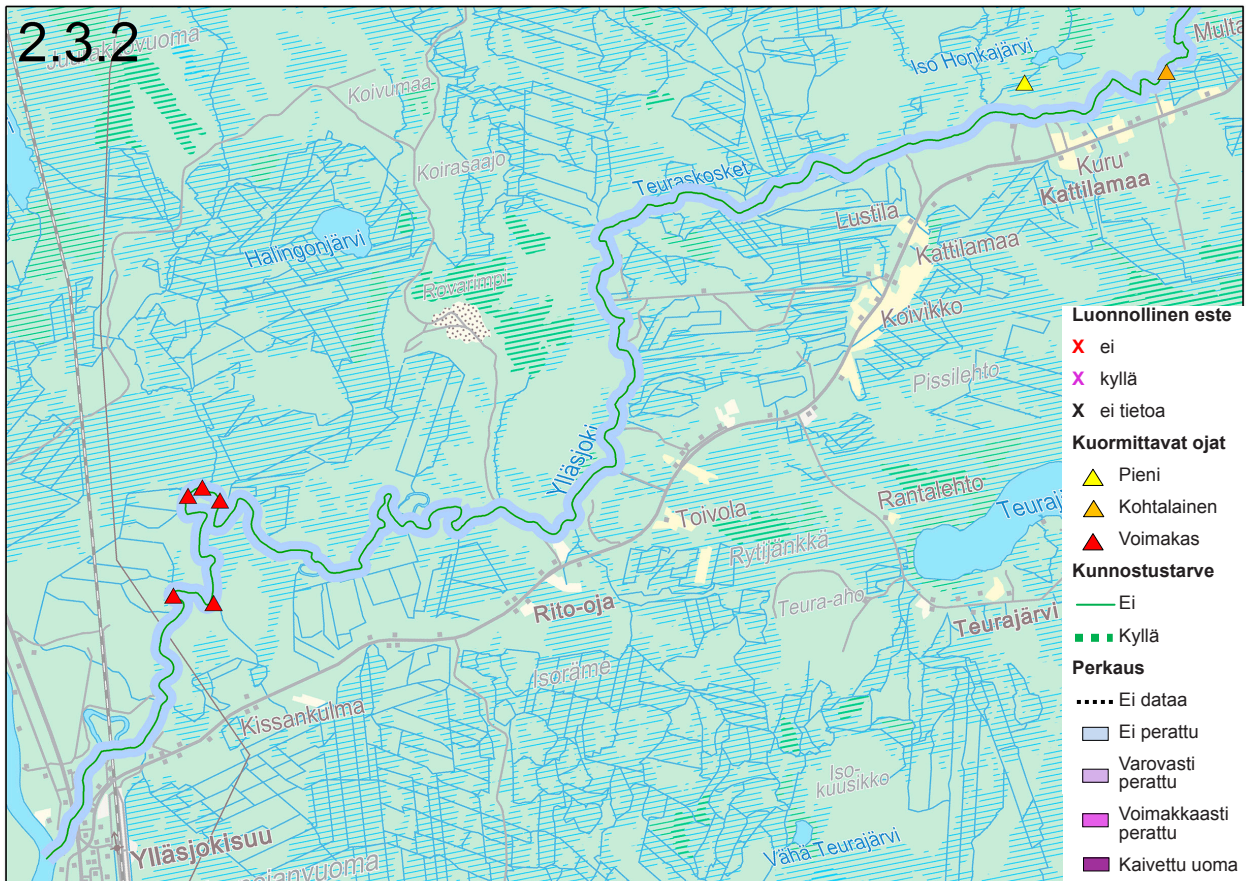 2.3.2
Multa
Iso Honkajärvi
Koivumaa
Koirasaajo
Teuraskosket
Kuru
Kattilamaa
Lustila
Kattilamaa
Halingonjärvi
Rovarimpi
Koivikko
Pissilehto
Ylläsjoki
Rantalehto
Teuraj
Toivola
Rytijänkkä
Teura-aho
Rito-oja
Teurajärvi
Isoräme
Kissankulma
Iso-
kuusikko
Vähä Teurajärvi
Ylläsjokisuu
Luonnollinen este
X ei
X kyllä
X ei tietoa
Kuormittavat ojat
Pieni
Kohtalainen
Voimakas
Kunnostustarve
Ei
Kyllä
Perkaus
Ei dataa
Ei perattu
Varovasti
perattu
Voimakkaasti
perattu
Kaivettu uoma